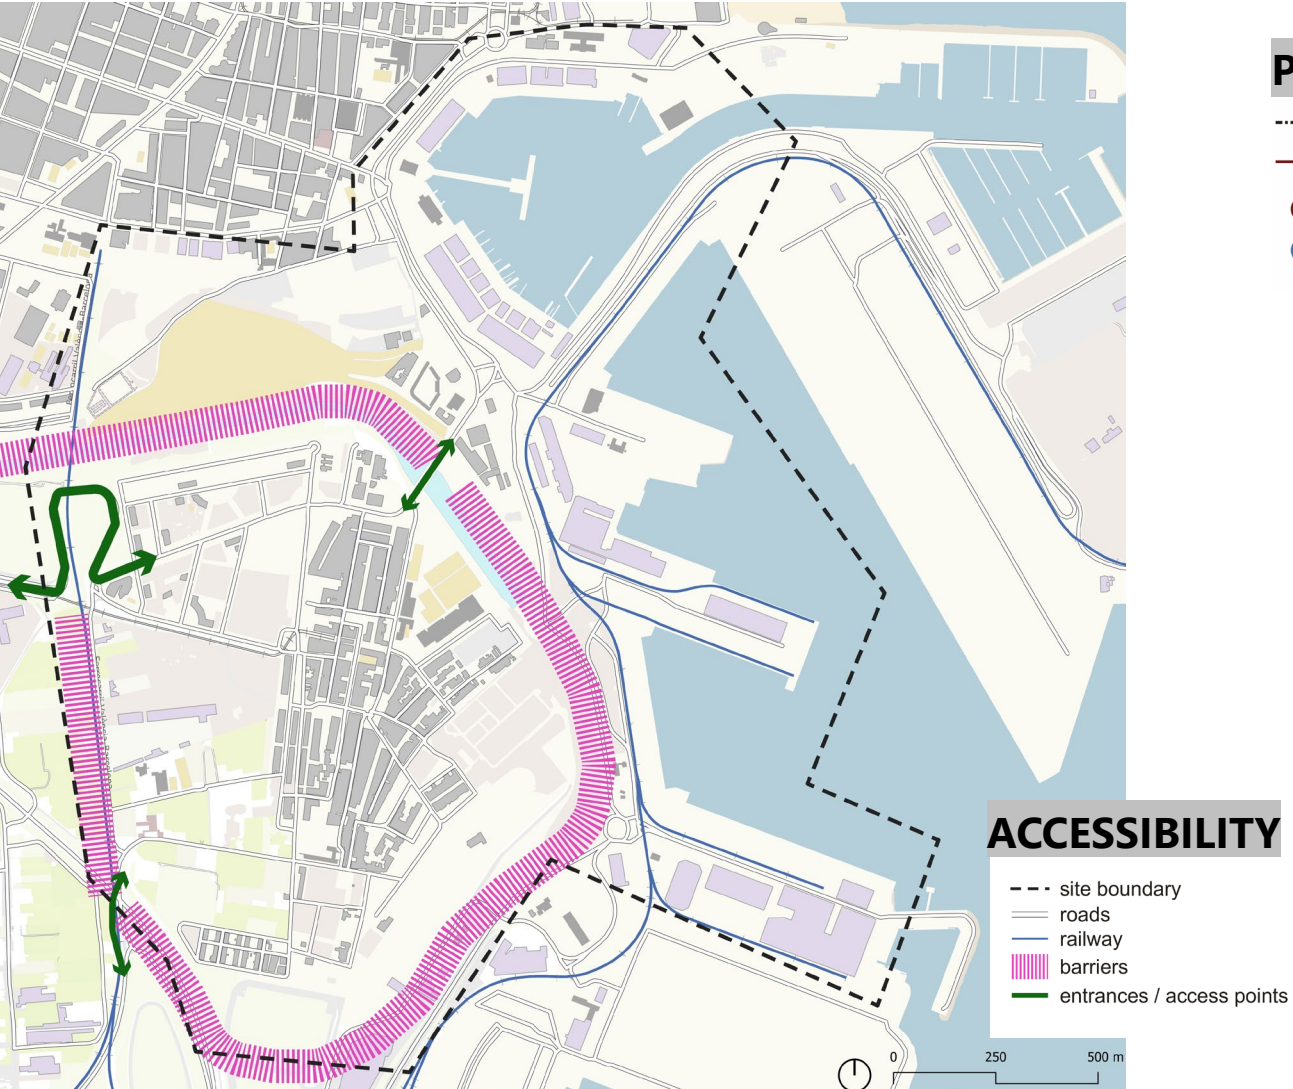 P
ACCESSIBILITY
site boundary
roads
railway
barriers
entrances / access points
0 250 500 m